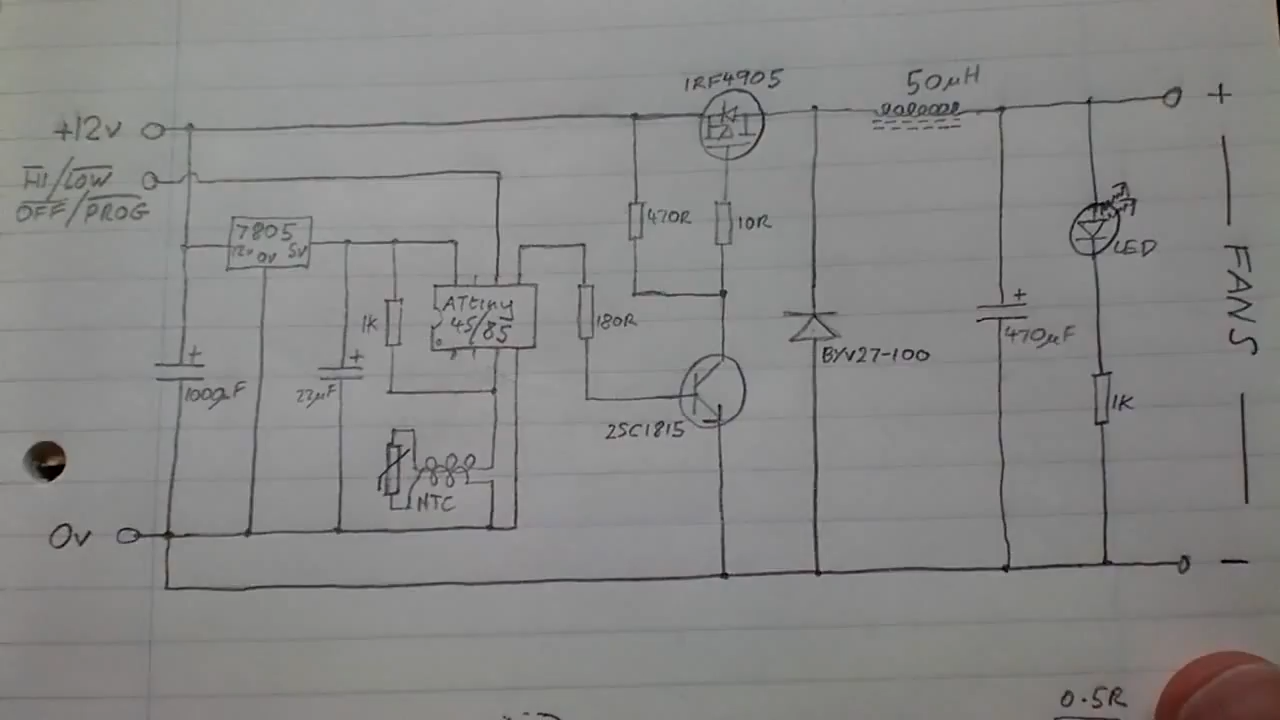 IRF4905
50μH
+
+12v
HI/LOW
OFF/PROG
7805
12v 0v 5v
470R
10R
LED
FANS
1K
ATtiny
45/85
180R
+
1000μF
+
22μF
+
470μF
BYV27-100
1K
2SC1815
NTC
0v
-
0.5R